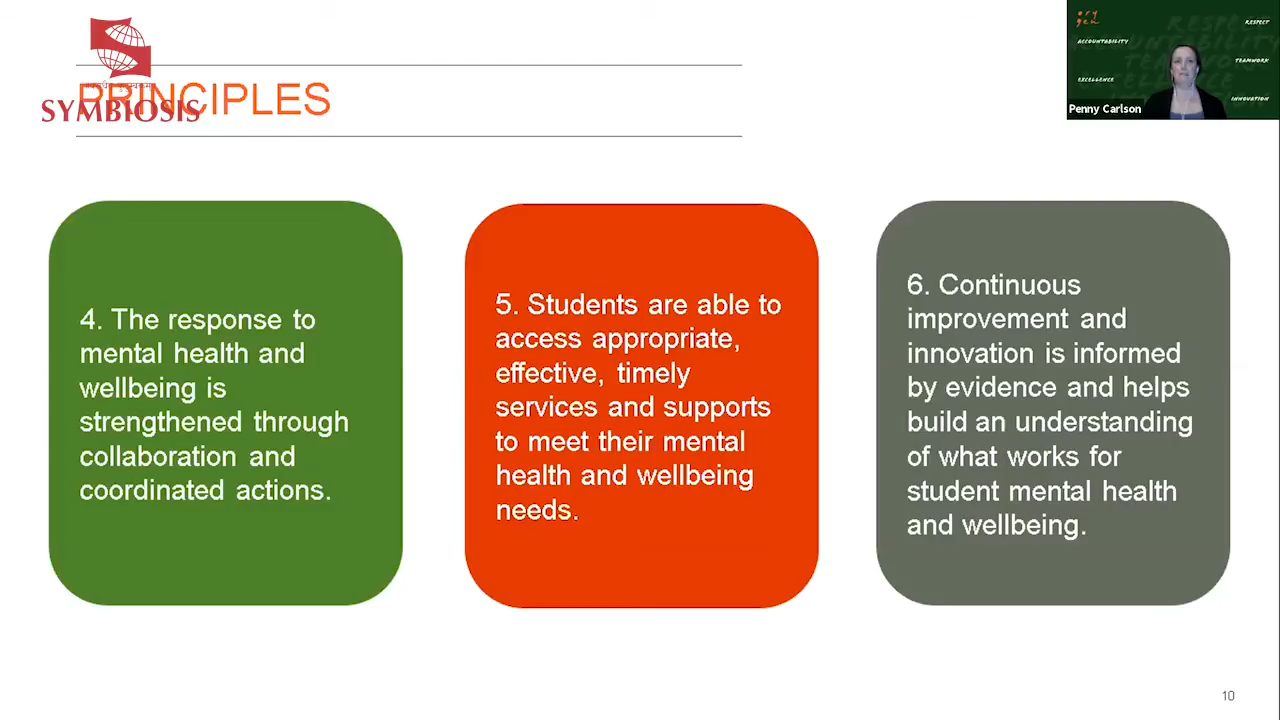 PRINCIPLES
SYMBIOSIS
ory
gen
ACCOUNTABILITY
RESPECT
TEAMWORK
EXCELLENCE
INNOVATION
Penny Carlson
4. The response to
mental health and
wellbeing is
strengthened through
collaboration and
coordinated actions.
5. Students are able to
access appropriate,
effective, timely
services and supports
to meet their mental
health and wellbeing
needs.
6. Continuous
improvement and
innovation is informed
by evidence and helps
build an understanding
of what works for
student mental health
and wellbeing.
10